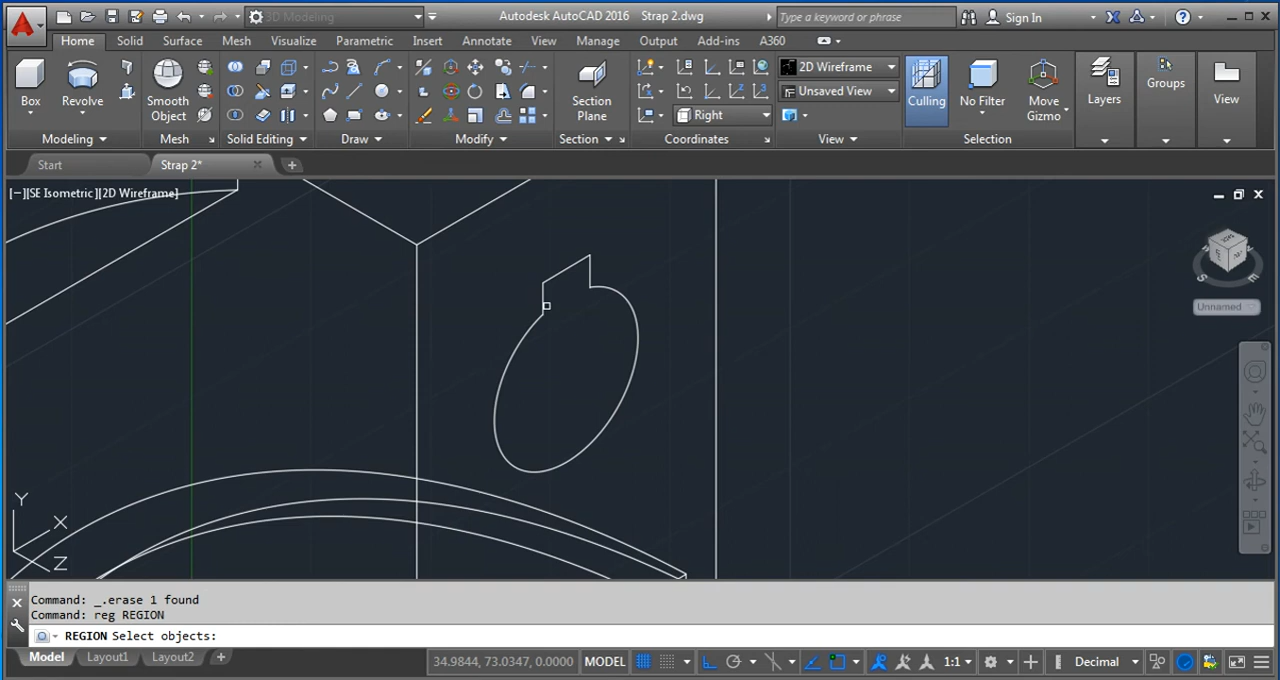 3D Modeling
Autodesk AutoCAD 2016 Strap 2.dwg
Type a keyword or phrase
Sign In
Home Solid Surface Mesh Visualize Parametric Insert Annotate View Manage Output Add-ins A360
Box
Revolve
Smooth Object
Section Plane
Right
2D Wireframe
Unsaved View
Culling
No Filter
Move Gizmo
Layers
Groups
View
Modeling
Mesh
Solid Editing
Draw
Modify
Section
Coordinates
View
Selection
Start
Strap 2*
[−][SE Isometric][2D Wireframe]
S
E
Unnamed
Y
X
Z
Command: _.erase 1 found
Command: reg REGION
REGION Select objects:
Model Layout1 Layout2 +
34.9844, 73.0347, 0.0000 MODEL 1:1 Decimal